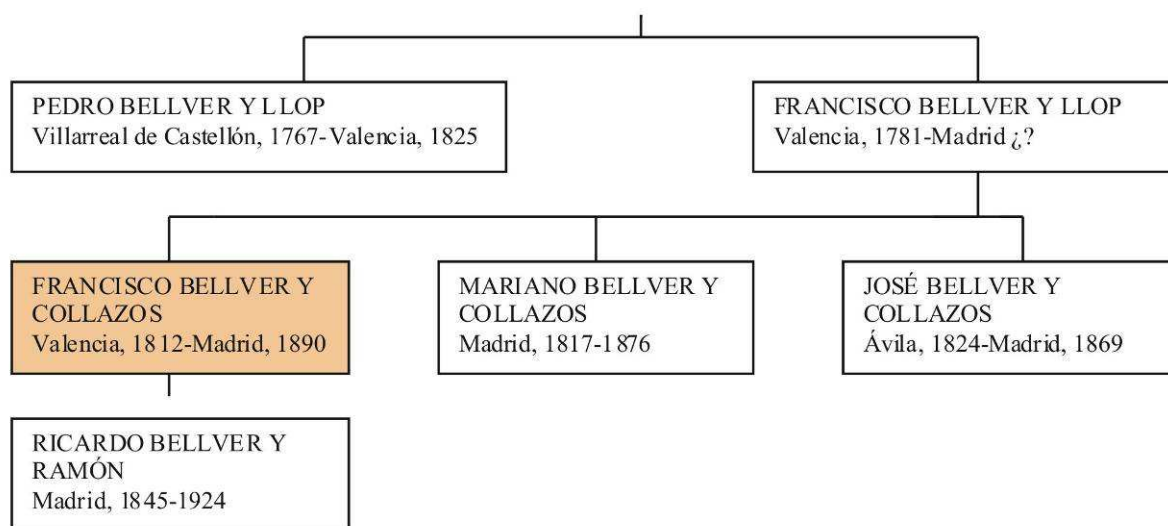 PEDRO BELLVER Y LLOP
Villarreal de Castellón, 1767-Valencia, 1825
FRANCISCO BELLVER Y LLOP
Valencia, 1781-Madrid ¿?
FRANCISCO BELLVER Y
COLLAZOS
Valencia, 1812-Madrid, 1890
MARIANO BELLVER Y
COLLAZOS
Madrid, 1817-1876
JOSÉ BELLVER Y
COLLAZOS
Ávila, 1824-Madrid, 1869
RICARDO BELLVER Y
RAMÓN
Madrid, 1845-1924